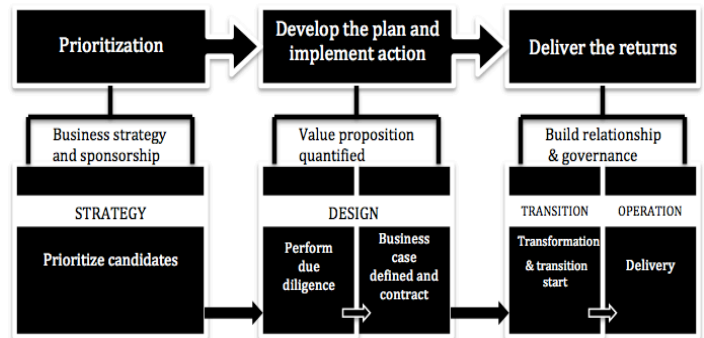 Prioritization
Develop the plan and
implement action
Deliver the returns
Business strategy
and sponsorship
Value proposition
quantified
Build relationship
& governance
STRATEGY
DESIGN
TRANSITION
OPERATION
Prioritize candidates
Perform
due
diligence
Business
case
defined and
contract
Transformation
& transition
start
Delivery